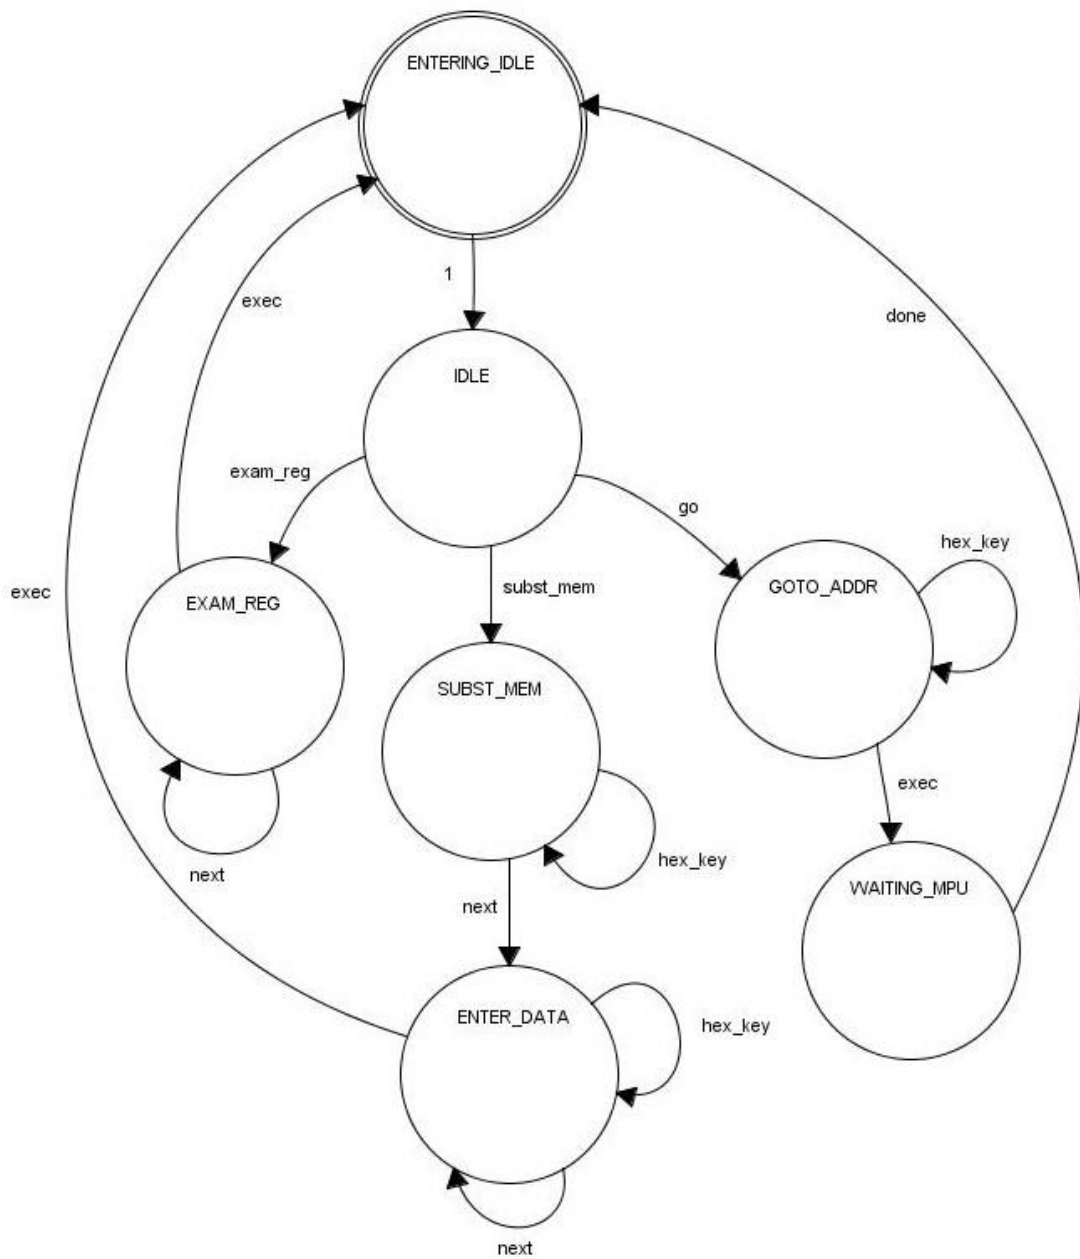 ENTERING_IDLE
1
exec
done
IDLE
exam_reg
go
hex_key
exec
subst_mem
GOTO_ADDR
EXAM_REG
SUBST_MEM
exec
hex_key
next
WAITING_MPU
next
ENTER_DATA
hex_key
next